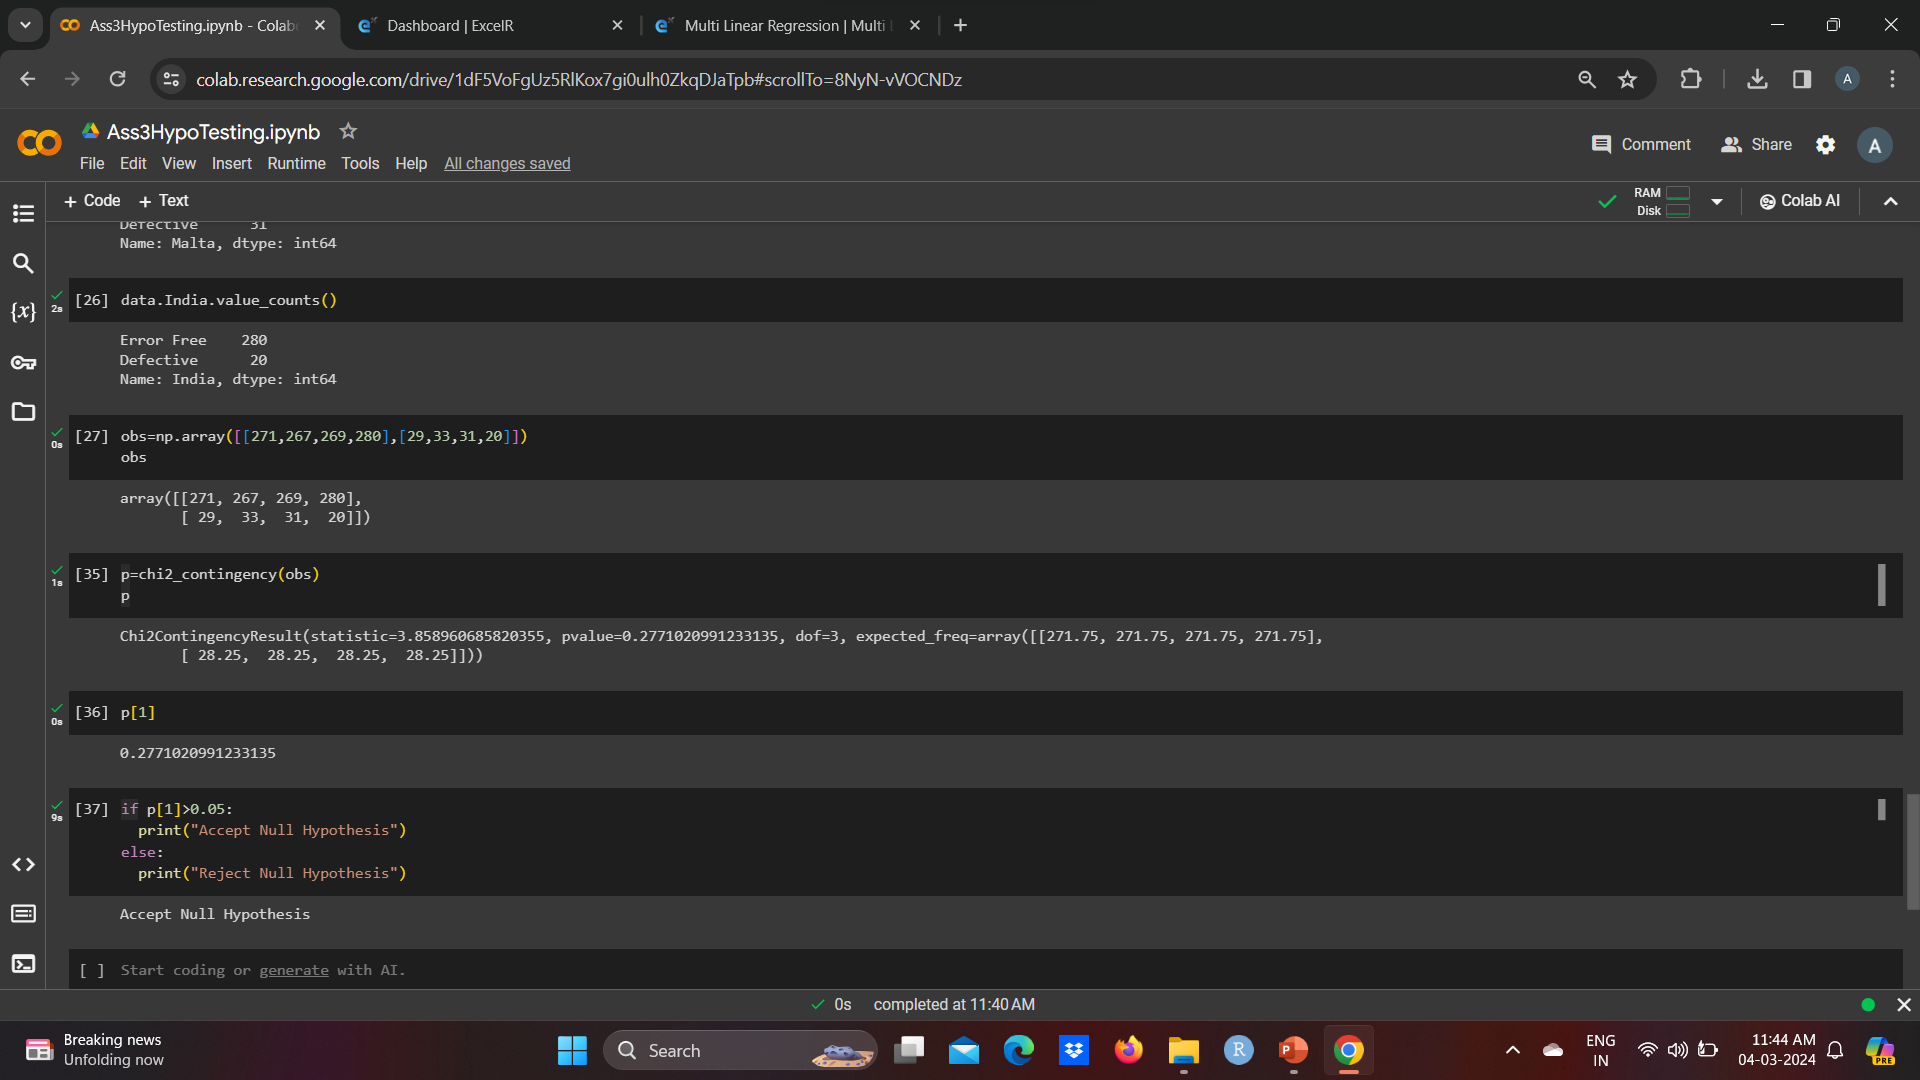 Ass3HypoTesting.ipynb - Colab
Dashboard | ExcelR
Multi Linear Regression | Multi
colab.research.google.com/drive/1dF5VoFgUz5RlKox7gi0ulh0ZkqDJaTpb#scrollTo=8NyN-vVOCNDz
A
Ass3HypoTesting.ipynb
File Edit View Insert Runtime Tools Help All changes saved
Comment Share A
+ Code + Text
RAM
Disk
Colab AI
Defective 31
Name: Malta, dtype: int64
2s [26] data.India.value_counts()
Error Free 280
Defective 20
Name: India, dtype: int64
0s [27] obs=np.array([[271,267,269,280],[29,33,31,20]])
obs
array([[271, 267, 269, 280],
[ 29, 33, 31, 20]])
1s [35] p=chi2_contingency(obs)
p
Chi2ContingencyResult(statistic=3.858960685820355, pvalue=0.2771020991233135, dof=3, expected_freq=array([[271.75, 271.75, 271.75, 271.75],
[ 28.25, 28.25, 28.25, 28.25]]))
0s [36] p[1]
0.2771020991233135
9s [37] if p[1]>0.05:
print("Accept Null Hypothesis")
else:
print("Reject Null Hypothesis")
Accept Null Hypothesis
[ ] Start coding or generate with AI.
0s completed at 11:40 AM
Breaking news
Unfolding now
Search
R
P
ENG
IN
11:44 AM
04-03-2024
PRE